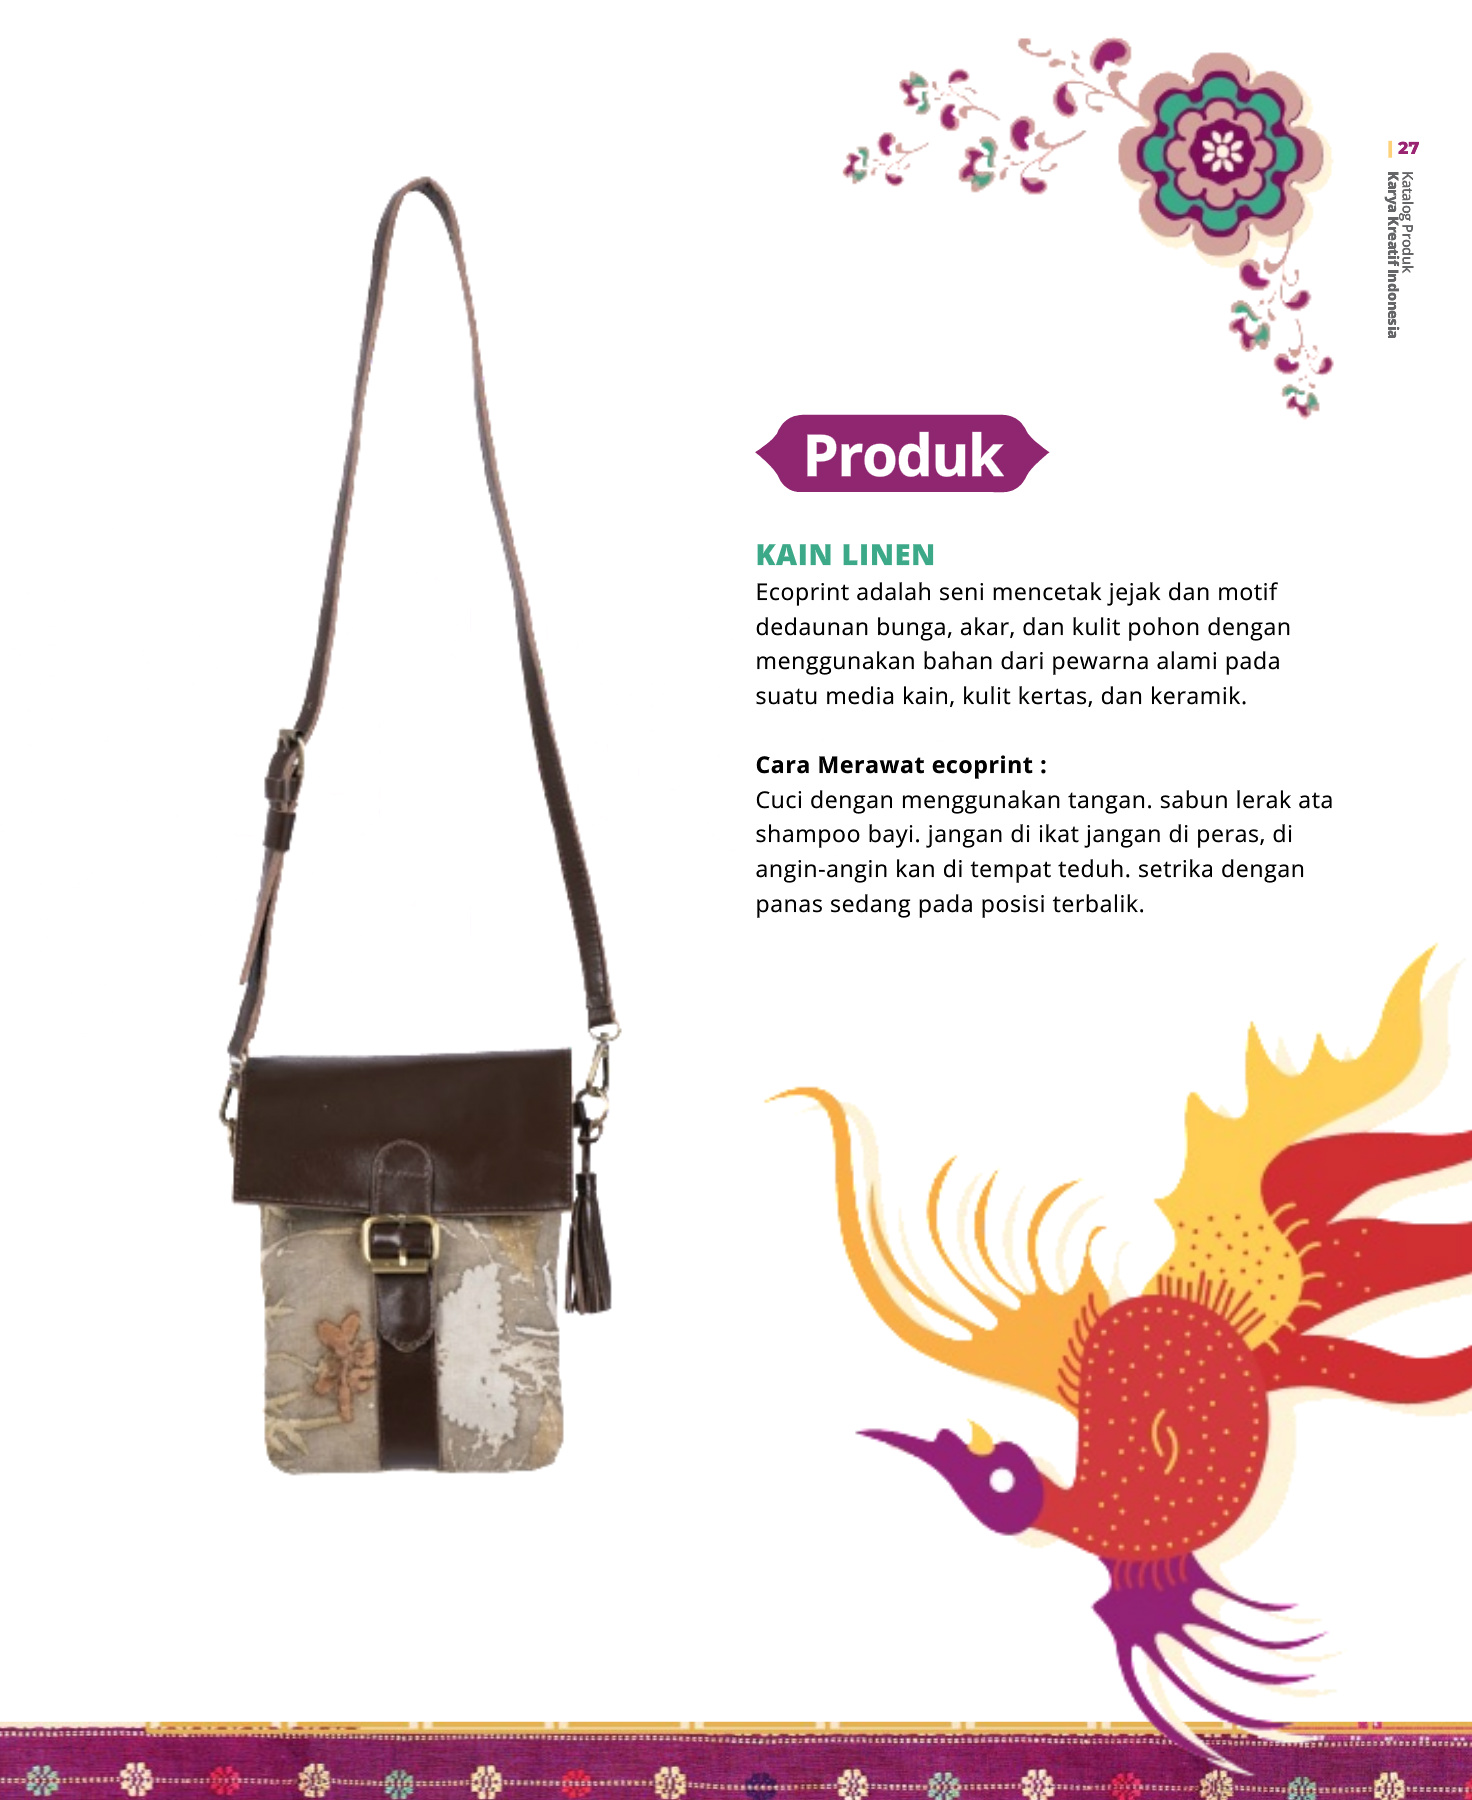 27
Katalog Produk
Karya Kreatif Indonesia
Produk
KAIN LINEN
Ecoprint adalah seni mencetak jejak dan motif
dedaunan bunga, akar, dan kulit pohon dengan
menggunakan bahan dari pewarna alami pada
suatu media kain, kulit kertas, dan keramik.
Cara Merawat ecoprint :
Cuci dengan menggunakan tangan. sabun lerak ata
shampoo bayi. jangan di ikat jangan di peras, di
angin-angin kan di tempat teduh. setrika dengan
panas sedang pada posisi terbalik.